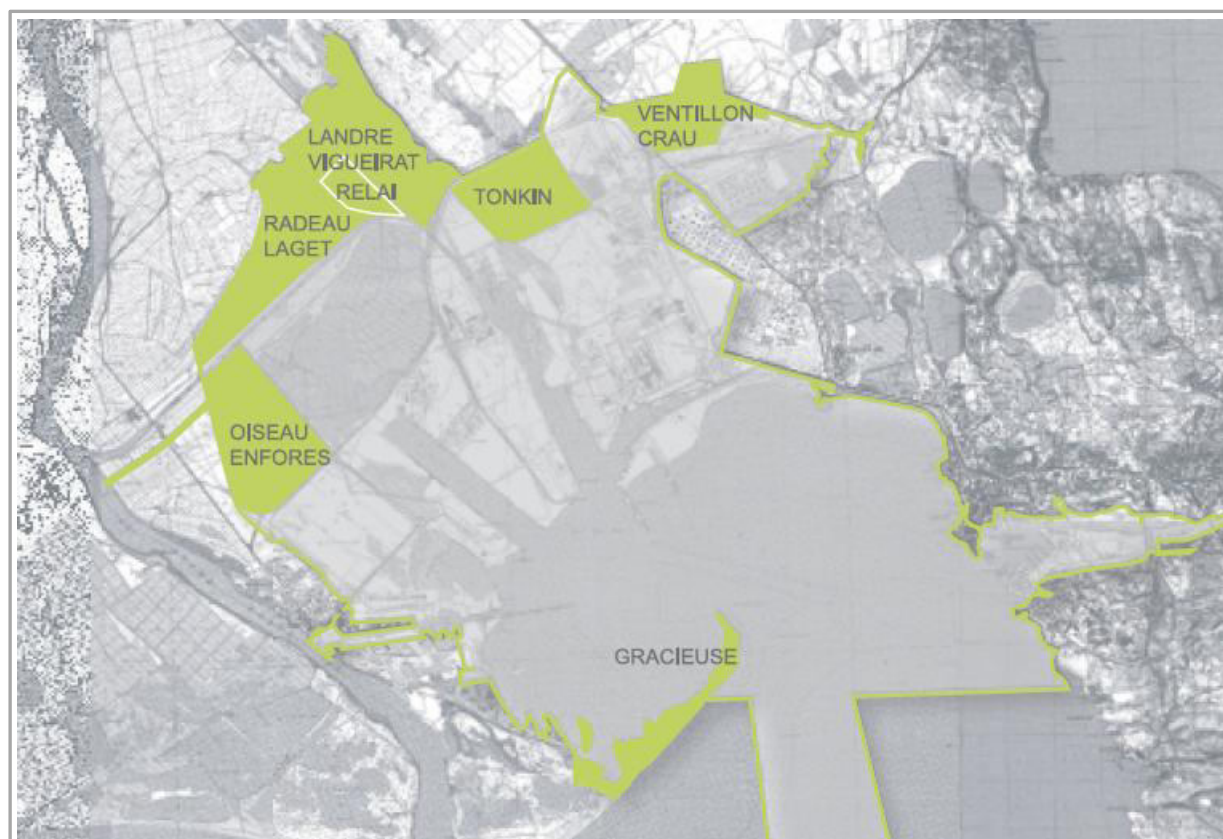 VENTILLON
CRAU
LANDRE
VIGUEIRAT
RELAI
TONKIN
RADEAU
LAGET
OISEAU
ENFORES
GRACIEUSE